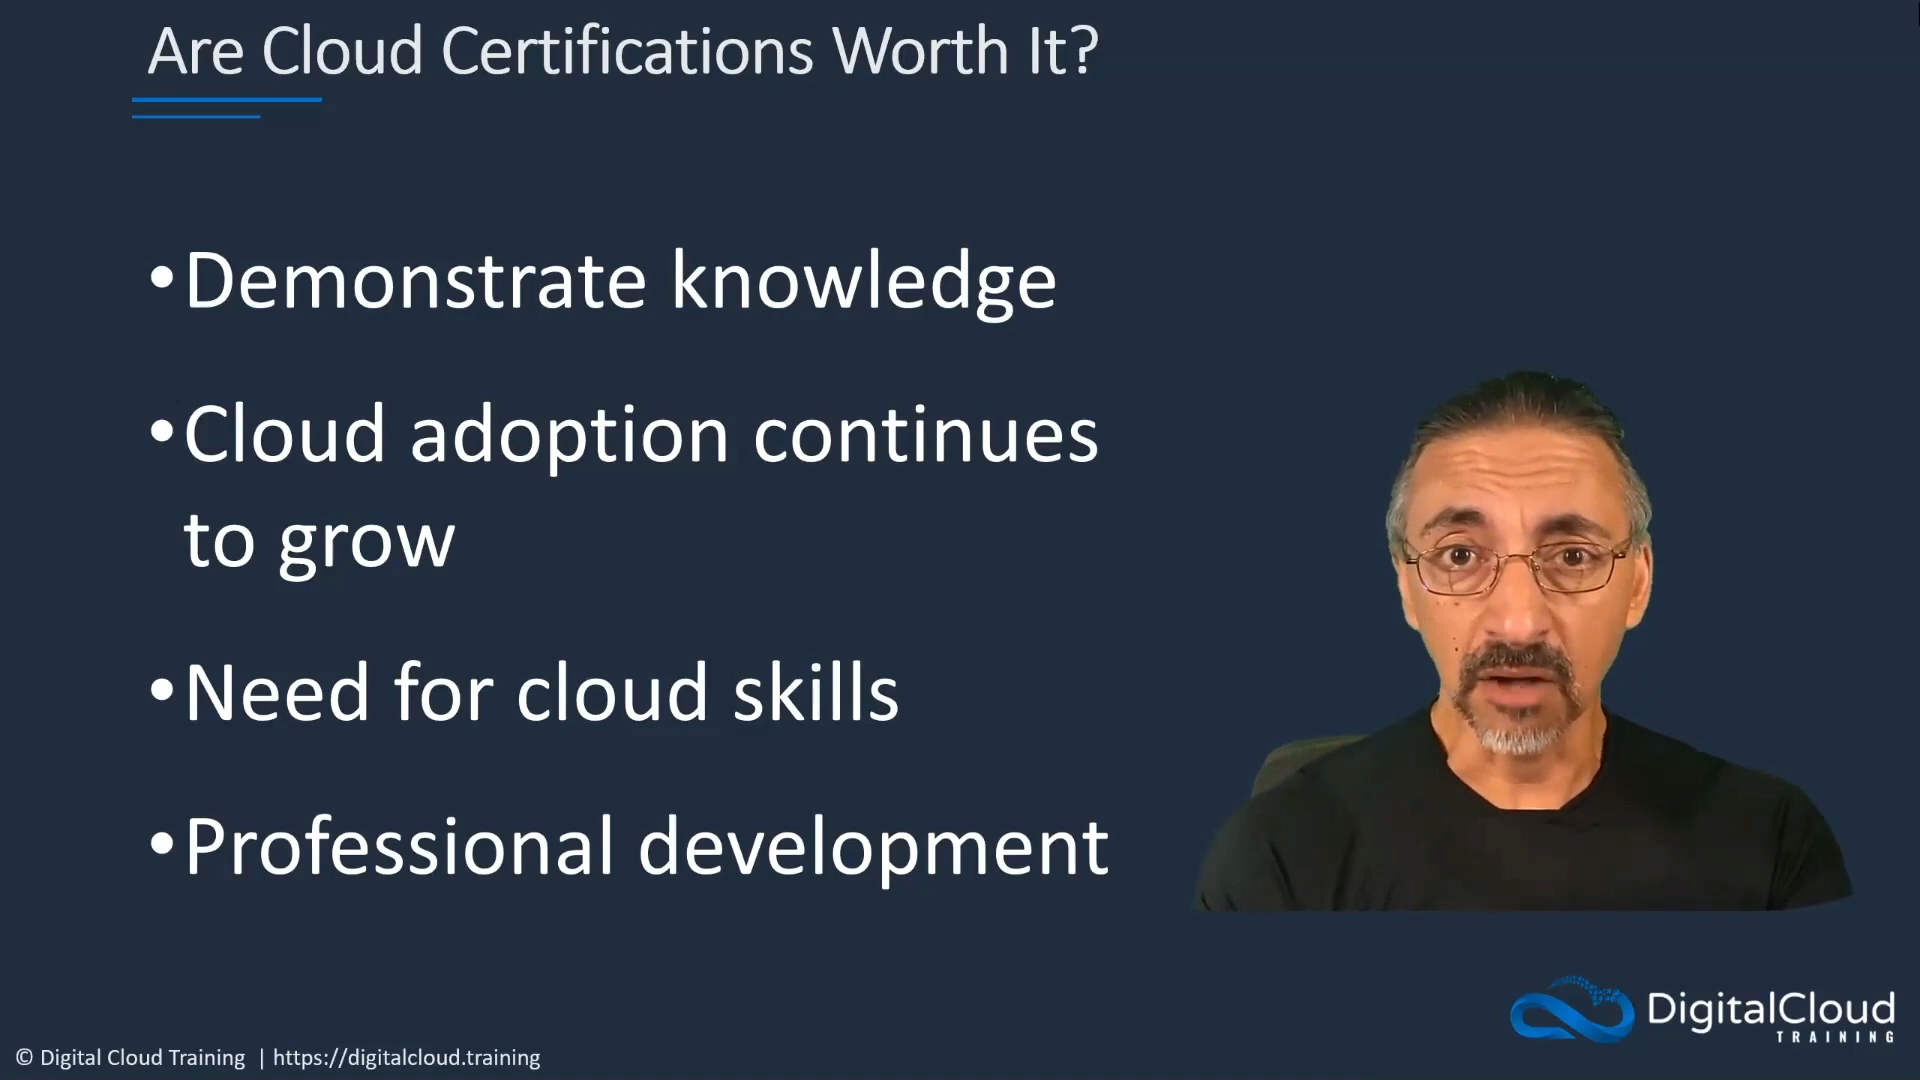 Are Cloud Certifications Worth It?
•Demonstrate knowledge
•Cloud adoption continues
to grow
•Need for cloud skills
•Professional development
DigitalCloud
TRAINING
© Digital Cloud Training | https://digitalcloud.training